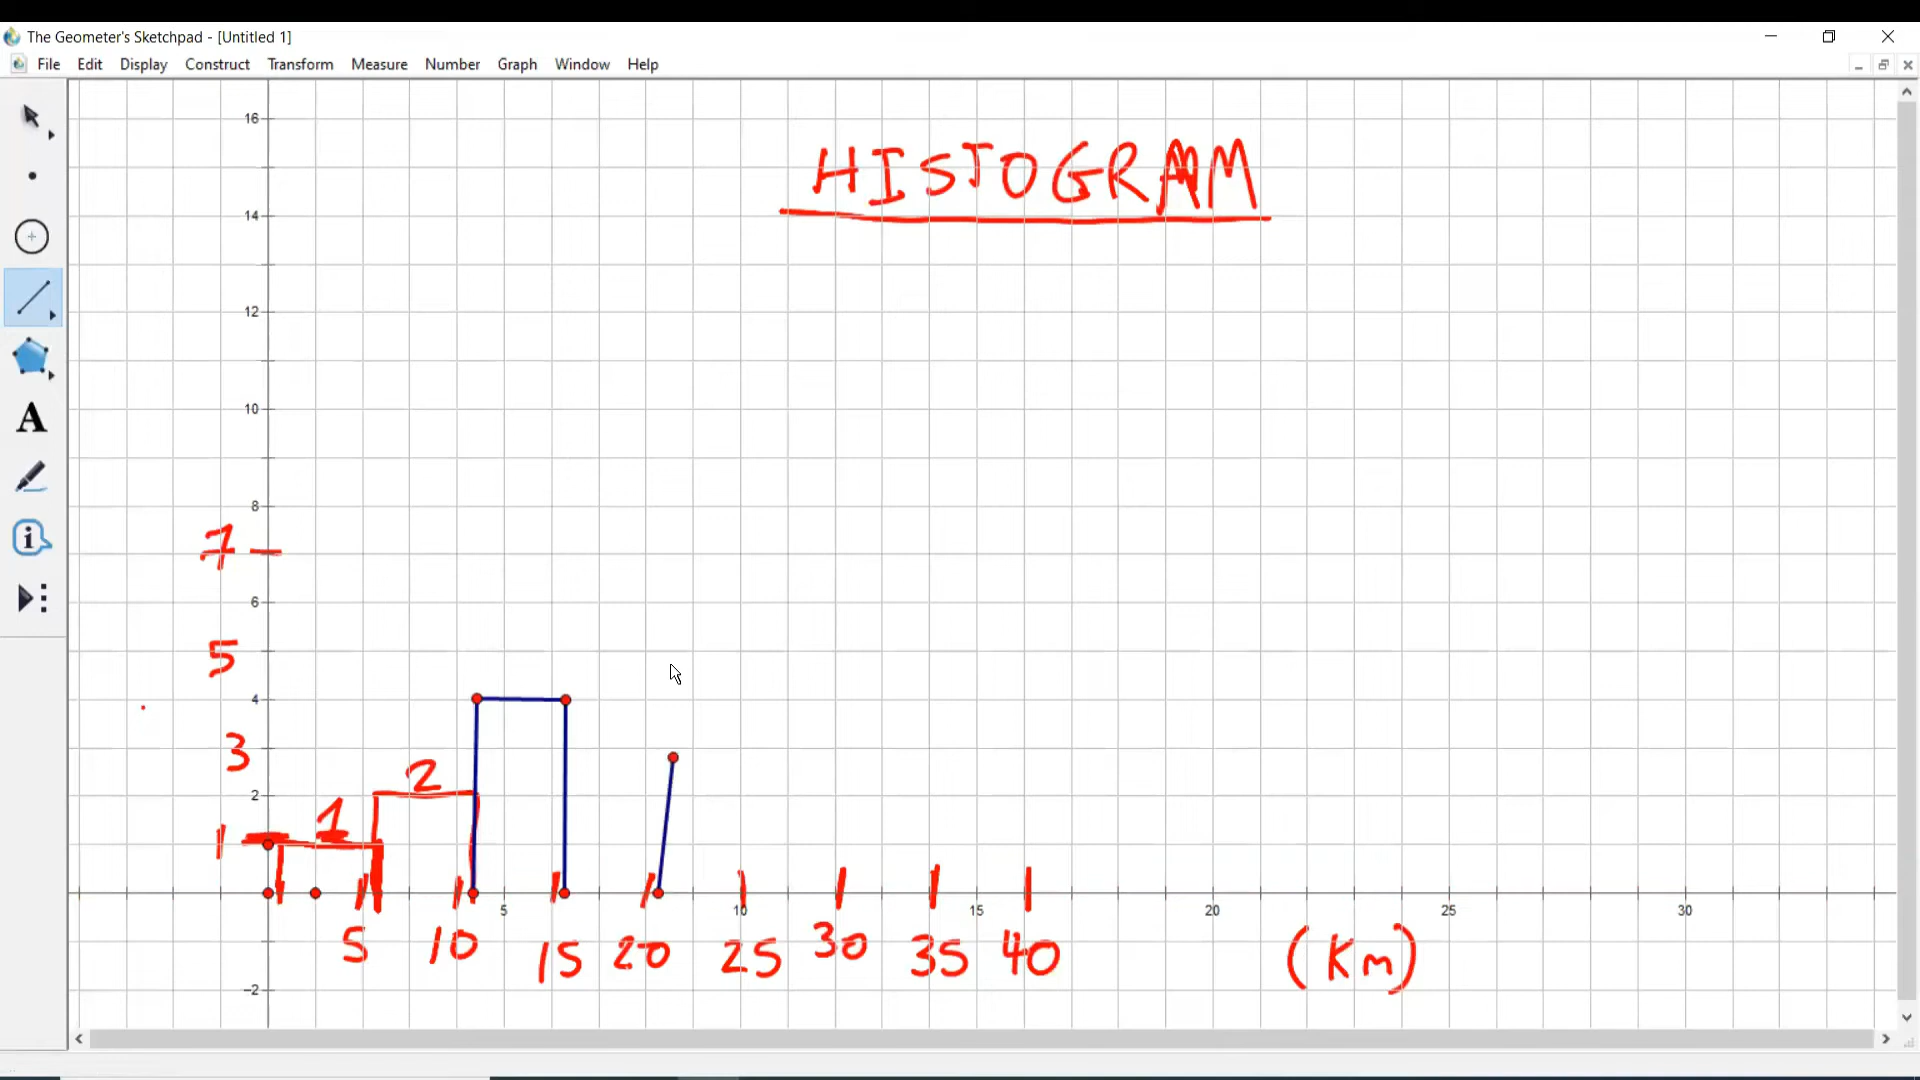 The Geometer's Sketchpad - [Untitled 1]
File Edit Display Construct Transform Measure Number Graph Window Help
16
HISTOGRAM
14
12
10
8
7
6
5
4
3
2
2
1
1
5 10 15 20 25 30
5 10 15 20 25 30 35 40 (Km)
-2
A
i